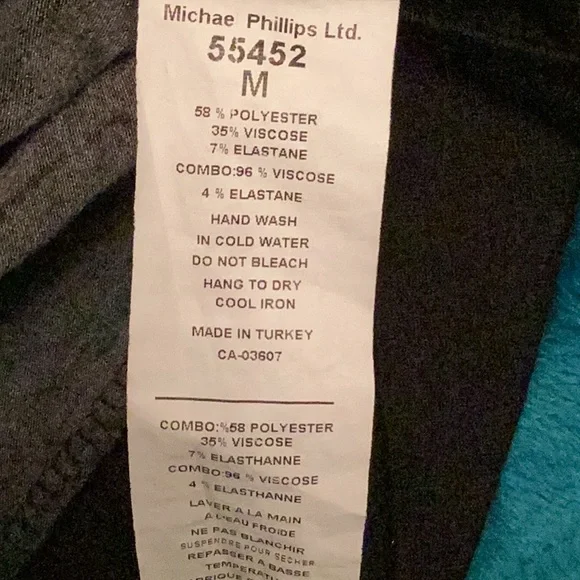 Michae Phillips Ltd.
55452
M
58 % POLYESTER
35% VISCOSE
7% ELASTANE
COMBO:96 % VISCOSE
4 % ELASTANE
HAND WASH
IN COLD WATER
DO NOT BLEACH
HANG TO DRY
COOL IRON
MADE IN TURKEY
CA-03607
COMBO:%58 POLYESTER
35% VISCOSE
7% ELASTHANNE
COMBO:96 % VISCOSE
4 % ELASTHANNE
LAVER A LA MAIN
A L'EAU FROIDE
NE PAS BLANCHIR
SUSPENDRE POUR SECHER
REPASSER A BASSE